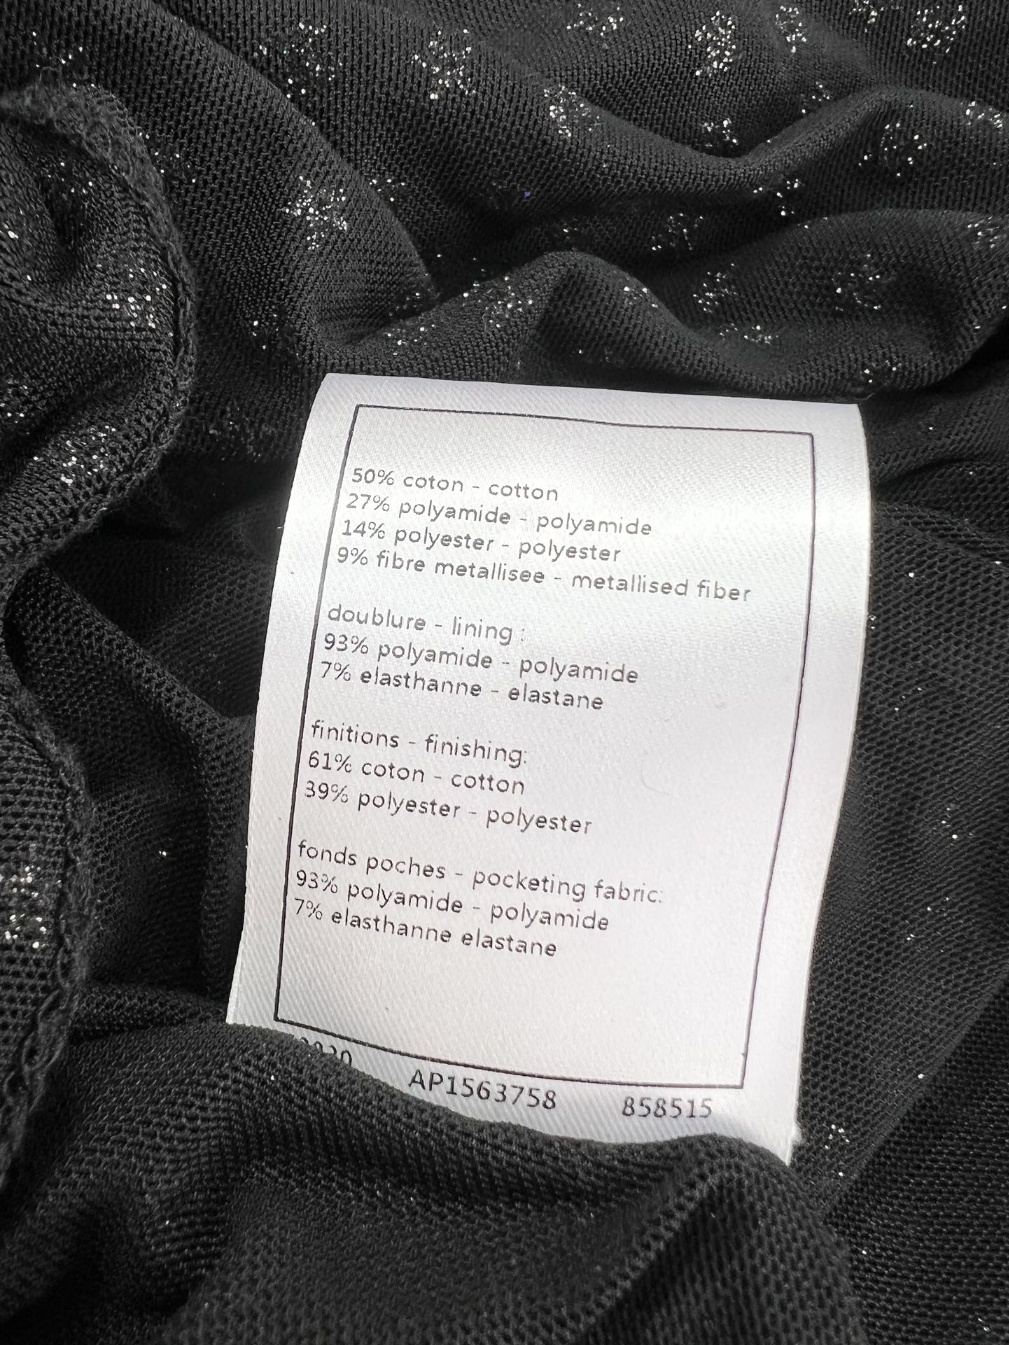 50% coton - cotton
27% polyamide - polyamide
14% polyester - polyester
9% fibre metallisee - metallised fiber
doublure - lining :
93% polyamide - polyamide
7% elasthanne - elastane
finitions - finishing:
61% coton - cotton
39% polyester - polyester
fonds poches - pocketing fabric:
93% polyamide - polyamide
7% elasthanne elastane
AP1563758 858515